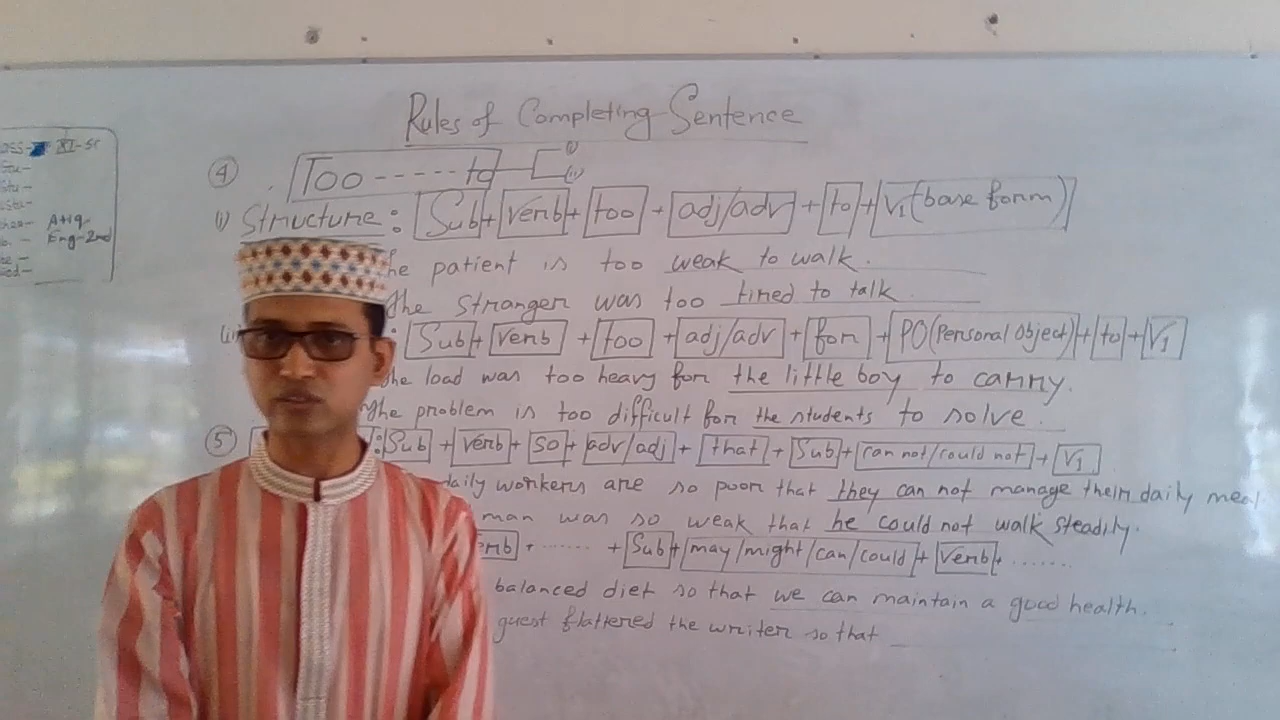 Rules of Completing Sentence
④ Too ----- to (i)
(i) Structure: Sub + verb + too + adj/adv + to + V1 (base form)
he patient is too weak to walk.
The stranger was too tired to talk
: Sub + verb + too + adj/adv + for + PO (Personal Object) + to + V1
he load was too heavy for the little boy to carry.
The problem is too difficult for the students to solve.
⑤ : Sub + verb + so + adv/adj + that + Sub + can not/could not + V1
daily workers are so poor that they can not manage their daily meal
man was so weak that he could not walk steadily.
erb + ...... + Sub + may/might/can/could + verb + .......
balanced diet so that we can maintain a good health.
guest flattered the writer so that
XI-Sc
Atiq
Eng-2nd